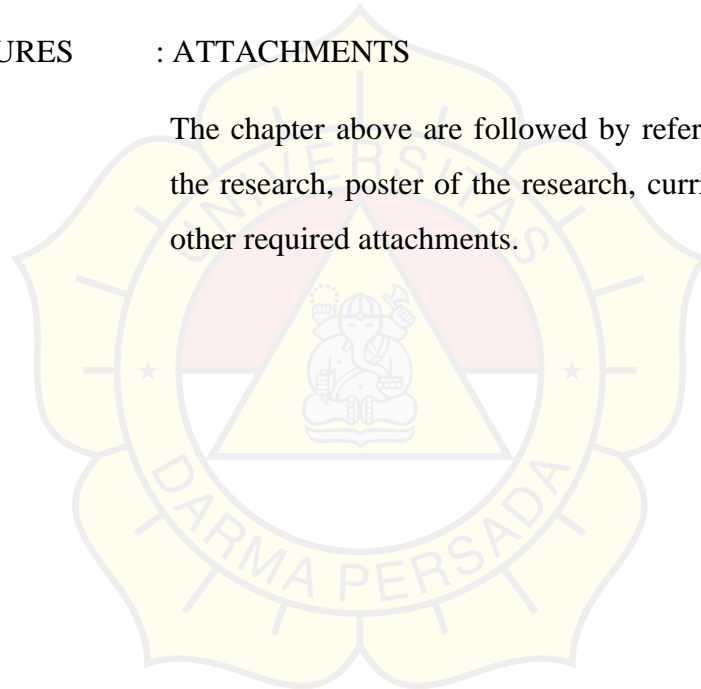 URES : ATTACHMENTS
The chapter above are followed by refer
the research, poster of the research, curri
other required attachments.
UNIVERSITAS
DARMA PERSADA